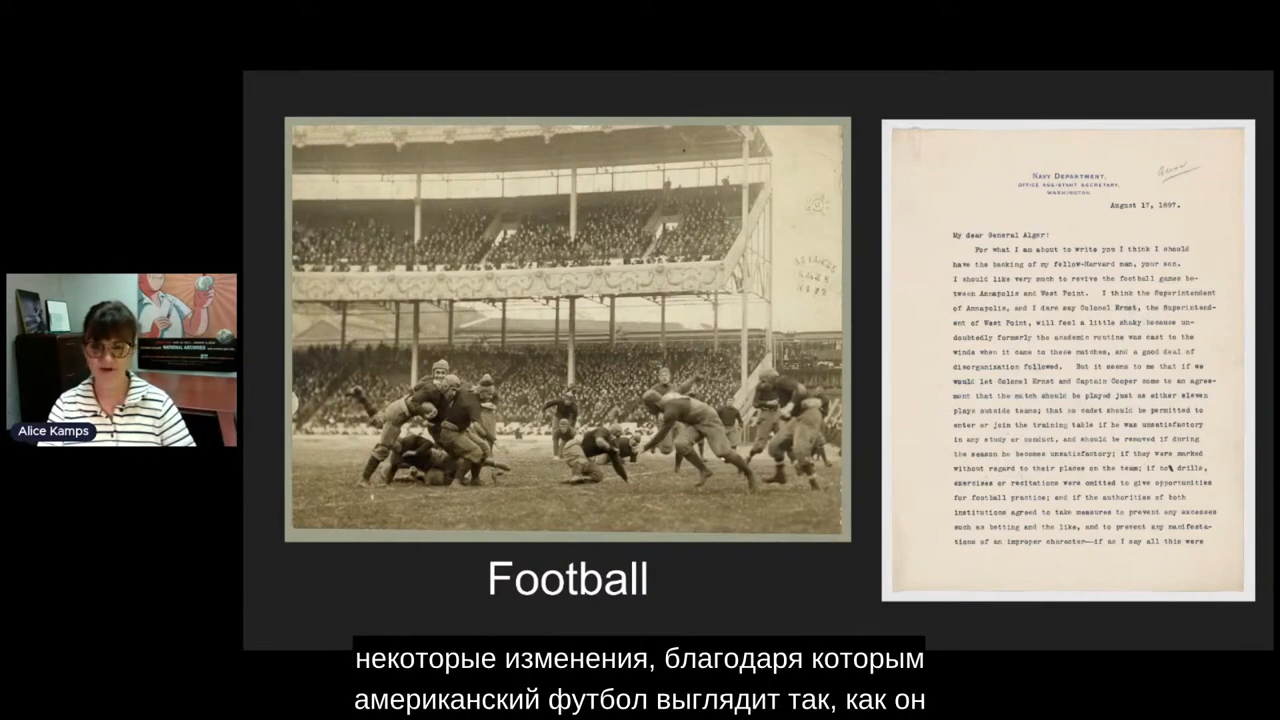 Navy Department,
Office Assistant Secretary,
Washington
August 17, 1897.
My dear General Alger:
For what I am about to write you I think I should
have the backing of my fellow-Harvard man, your son.
I should like very much to revive the football games be-
tween Annapolis and West Point. I think the Superintendent
of Annapolis, and I dare say Colonel Ernst, the Superintend-
ent of West Point, will feel a little shaky because un-
doubtedly formerly the academic routine was cast to the
winds when it came to these matches, and a good deal of
disorganization followed. But it seems to me that if we
would let Colonel Ernst and Captain Cooper come to an agree-
ment that the match should be played just as either eleven
plays outside teams; that no cadet should be permitted to
enter or join the training table if he was unsatisfactory
in any study or conduct, and should be removed if during
the season he becomes unsatisfactory; if they were marked
without regard to their places on the team; if no drills,
exercises or recitations were omitted to give opportunities
for football practice; and if the authorities of both
institutions agreed to take measures to prevent any excesses
such as betting and the like, and to prevent any manifesta-
tions of an improper character—if as I say all this were
NATIONAL ARCHIVES
Alice Kamps
Football
некоторые изменения, благодаря которым
американский футбол выглядит так, как он